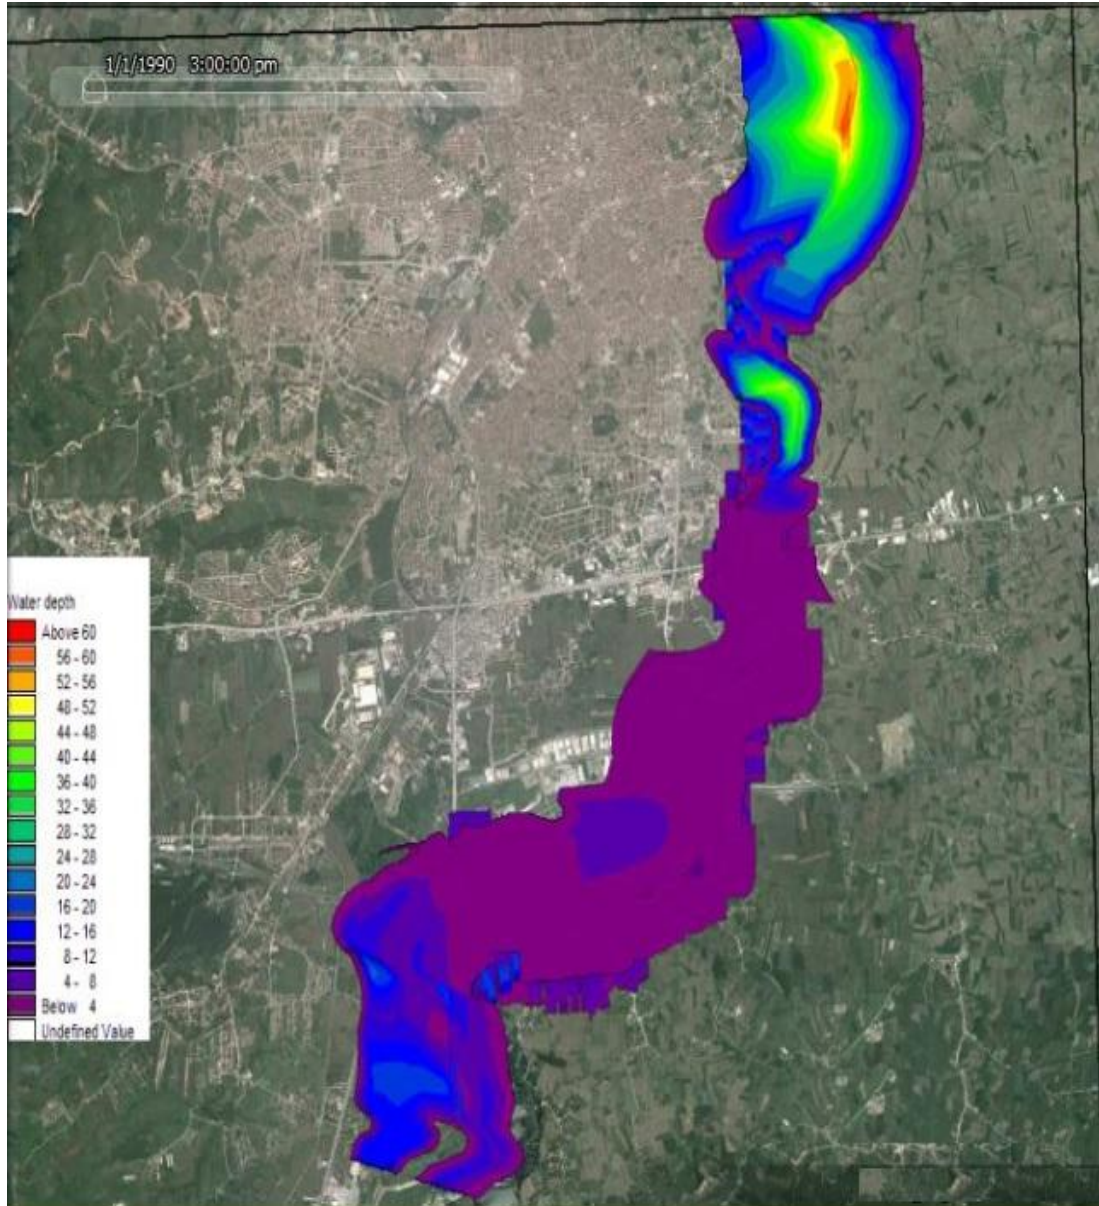 1/1/1990 3:00:00 pm
Water depth
Above 60
56 - 60
52 - 56
48 - 52
44 - 48
40 - 44
36 - 40
32 - 36
28 - 32
24 - 28
20 - 24
16 - 20
12 - 16
8 - 12
4 - 8
Below 4
Undefined Value